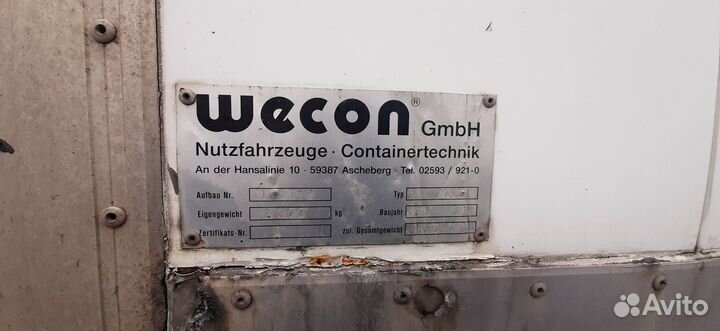 wecon® GmbH
Nutzfahrzeuge · Containertechnik
An der Hansalinie 10 · 59387 Ascheberg · Tel. 02593 / 921-0
Aufbau Nr. Typ
Eigengewicht kg Baujahr
Zertifikats-Nr. zul. Gesamtgewicht
Avito